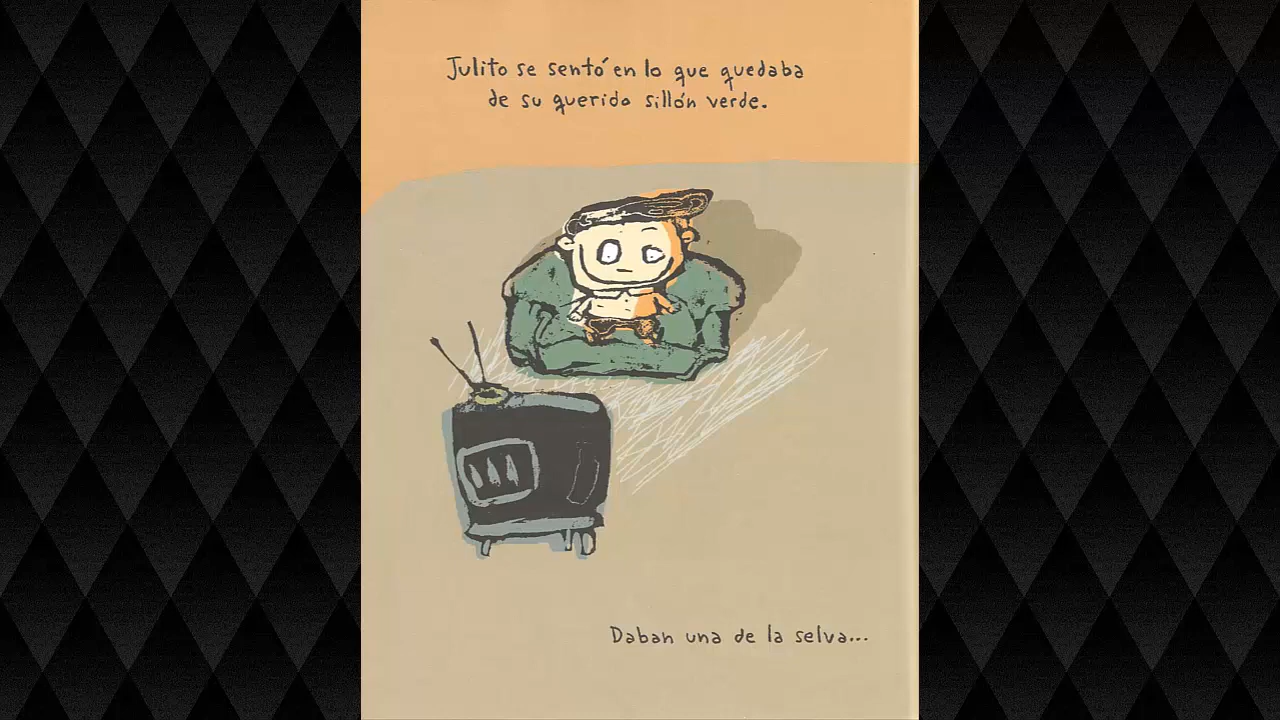 Julito se sentó en lo que quedaba
de su querido sillón verde.
Daban una de la selva...